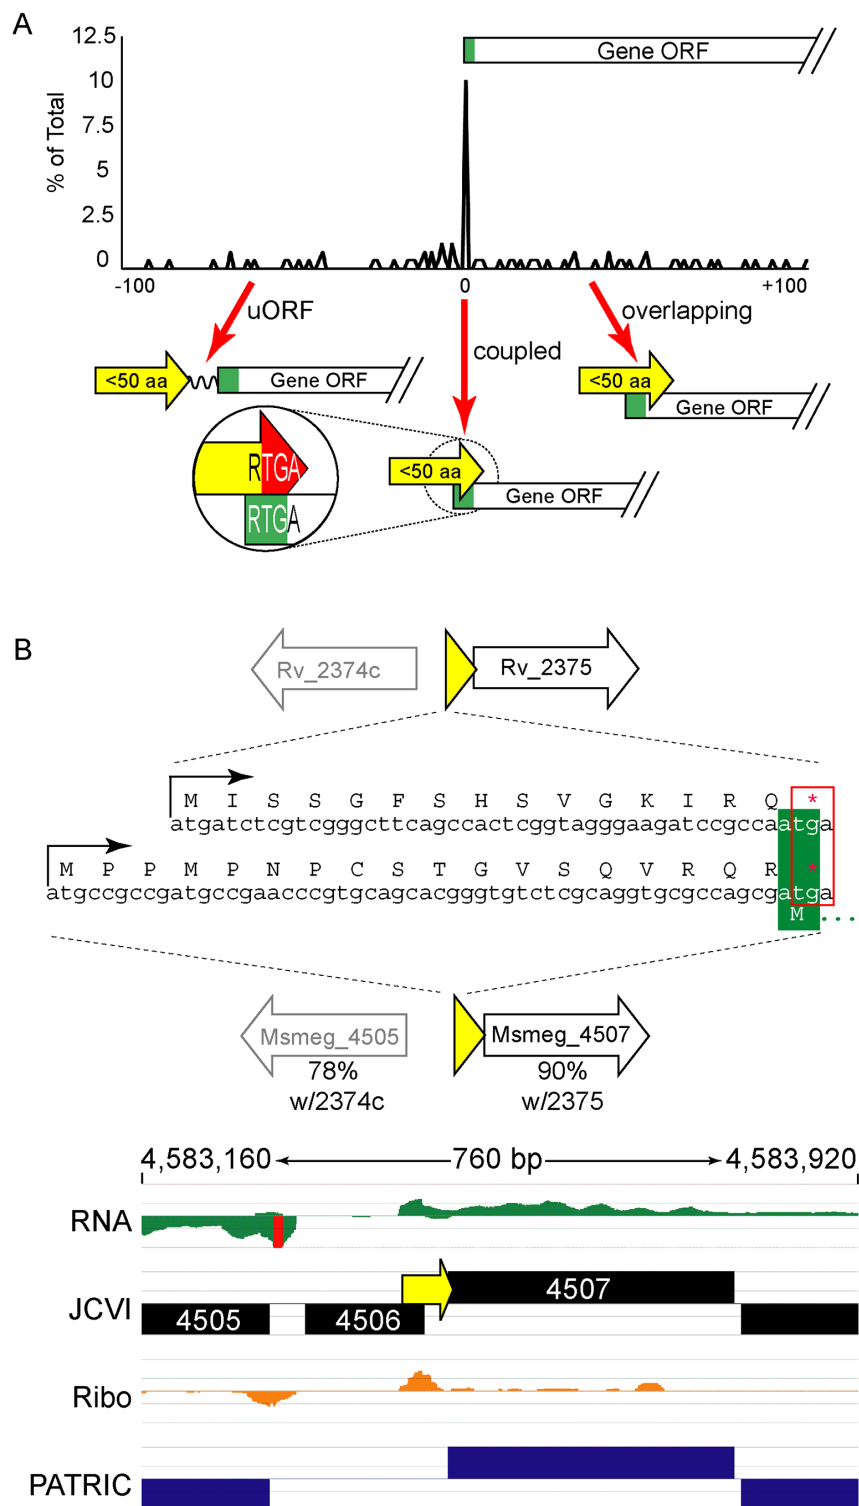 A
12.5
10
7.5
5
2.5
0
% of Total
Gene ORF
-100
0
+100
uORF
coupled
overlapping
<50 aa
Gene ORF
<50 aa
Gene ORF
RTGA
RTGA
<50 aa
Gene ORF
B
Rv_2374c
Rv_2375
M I S S G F S H S V G K I R Q *
atgatctcgtcgggcttcagccactcggtagggaagatccgccaatga
M P P M P N P C S T G V S Q V R Q R *
atgccgccgatgccgaacccgtgcagcacgggtgtctcgcaggtgcgccagcgatga
M....
Msmeg_4505
Msmeg_4507
78%
w/2374c
90%
w/2375
4,583,160
760 bp
4,583,920
RNA
JCVI
4505
4506
4507
Ribo
PATRIC